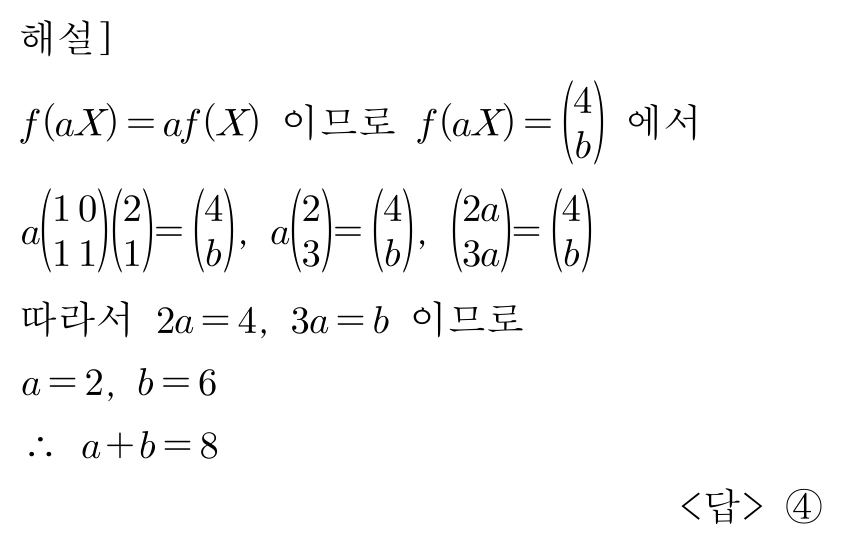 해설]
f(aX)=af(X) 이므로 f(aX)=(4 b) 에서
a(1 0 1 1)(2 1)=(4 b), a(2 3)=(4 b), (2a 3a)=(4 b)
따라서 2a=4, 3a=b 이므로
a=2, b=6
∴ a+b=8
<답> ④